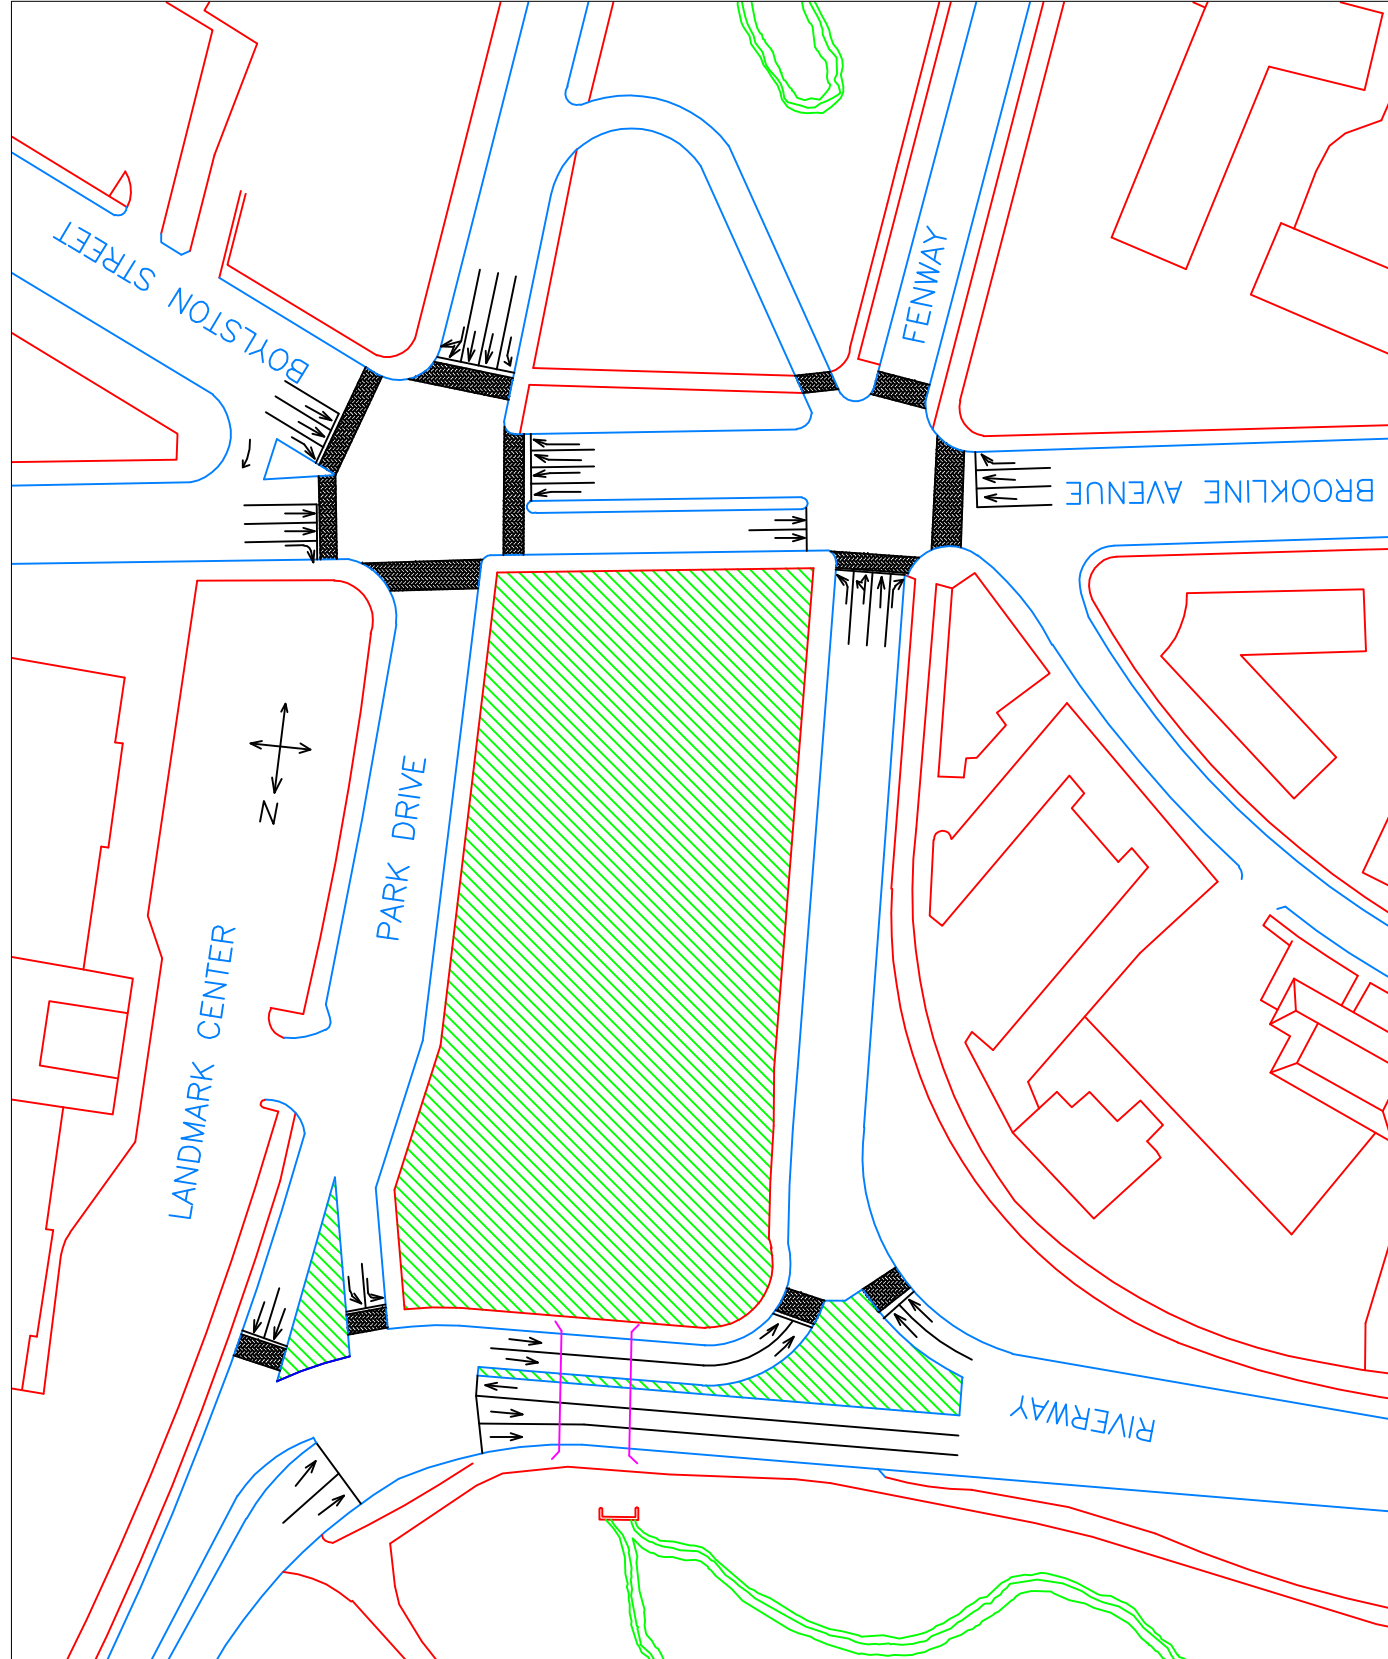 BOYLSTON STREET
FENWAY
BROOKLINE AVENUE
PARK DRIVE
N
LANDMARK CENTER
RIVERWAY